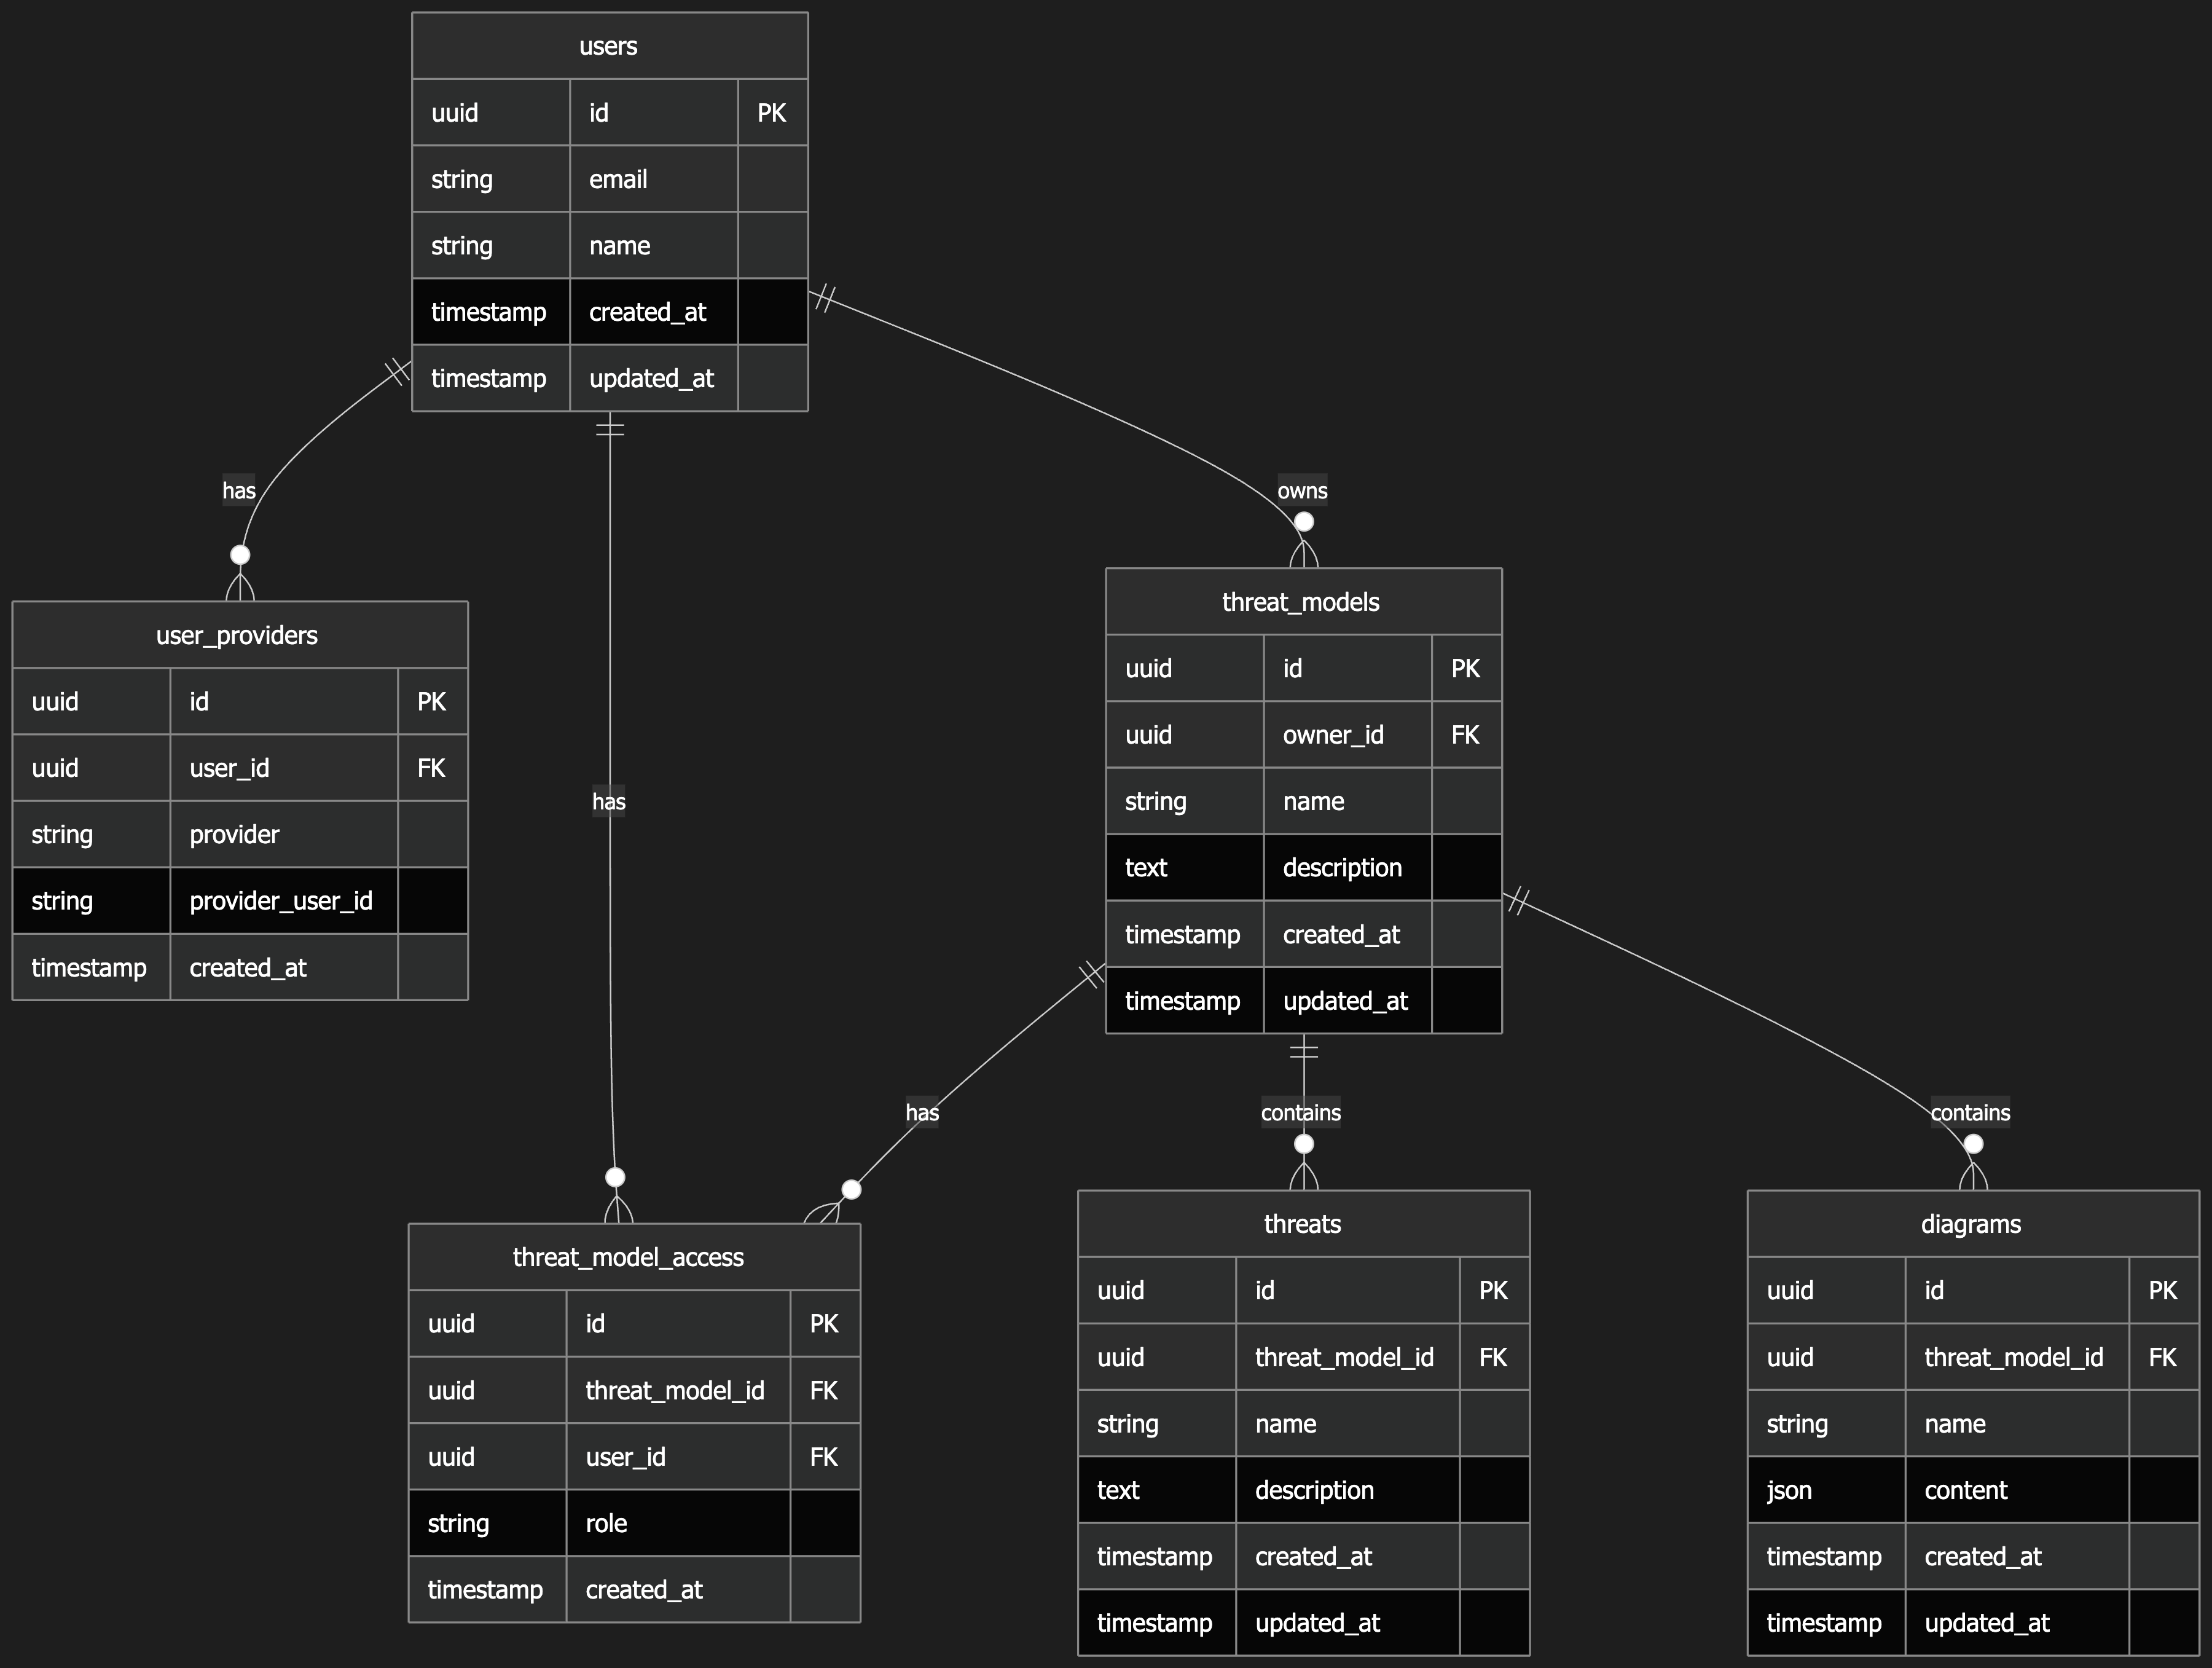 users
uuid id PK
string email
string name
timestamp created_at
timestamp updated_at
has
has
owns
user_providers
uuid id PK
uuid user_id FK
string provider
string provider_user_id
timestamp created_at
threat_models
uuid id PK
uuid owner_id FK
string name
text description
timestamp created_at
timestamp updated_at
has
contains
contains
threat_model_access
uuid id PK
uuid threat_model_id FK
uuid user_id FK
string role
timestamp created_at
threats
uuid id PK
uuid threat_model_id FK
string name
text description
timestamp created_at
timestamp updated_at
diagrams
uuid id PK
uuid threat_model_id FK
string name
json content
timestamp created_at
timestamp updated_at